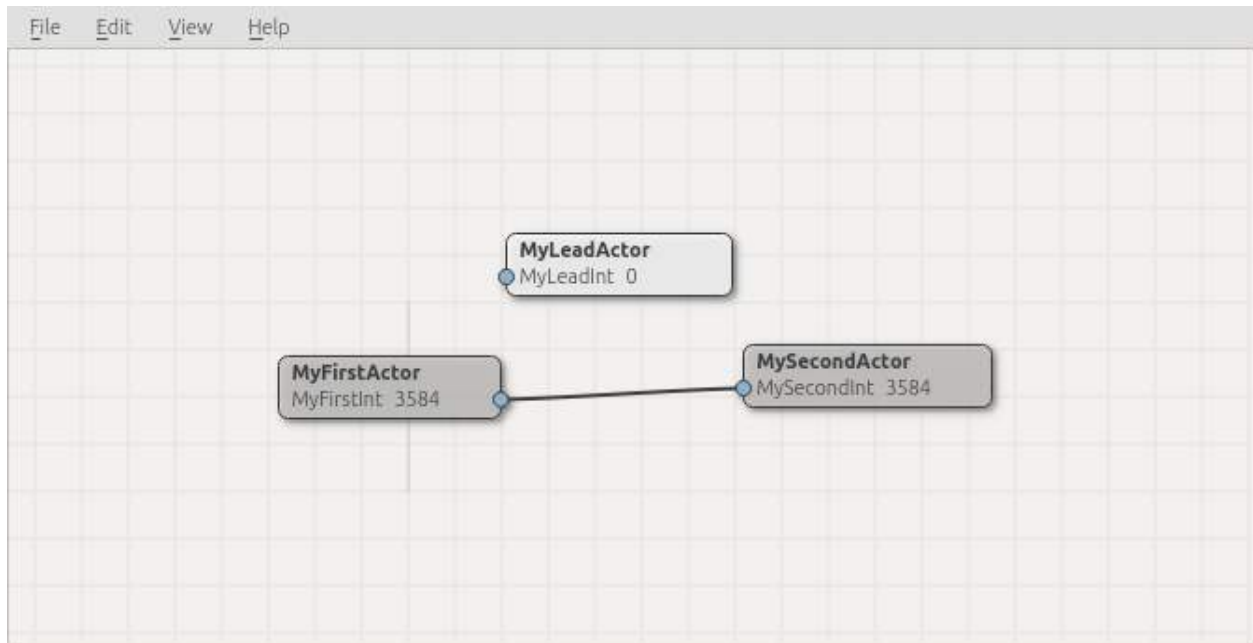 File Edit View Help
MyLeadActor
MyLeadInt 0
MyFirstActor
MyFirstInt 3584
MySecondActor
MySecondInt 3584